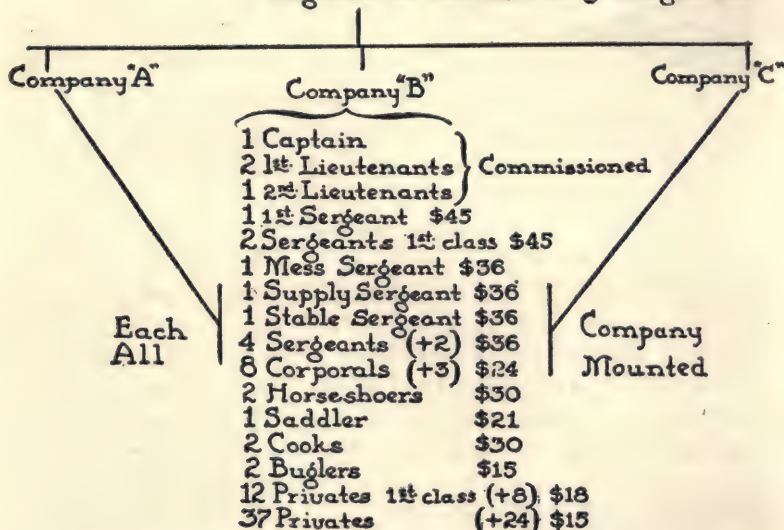 Company "A"
Company "B"
Company "C"
1 Captain
2 1st Lieutenants
1 2nd Lieutenants
Commissioned
1 1st Sergeant $45
2 Sergeants 1st class $45
1 Mess Sergeant $36
1 Supply Sergeant $36
1 Stable Sergeant $36
4 Sergeants (+2) $36
8 Corporals (+3) $24
2 Horseshoers $30
1 Saddler $21
2 Cooks $30
2 Buglers $15
12 Privates 1st class (+8) $18
37 Privates (+24) $15
Each
All
Company
Mounted